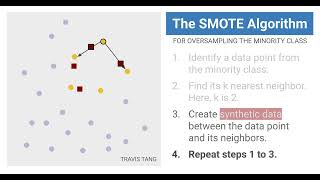 The SMOTE Algorithm
FOR OVERSAMPLING THE MINORITY CLASS
1. Identify a data point from
the minority class.
2. Find its k nearest neighbor.
Here, k is 2.
3. Create synthetic data
between the data point
and its neighbors.
4. Repeat steps 1 to 3.
TRAVIS TANG